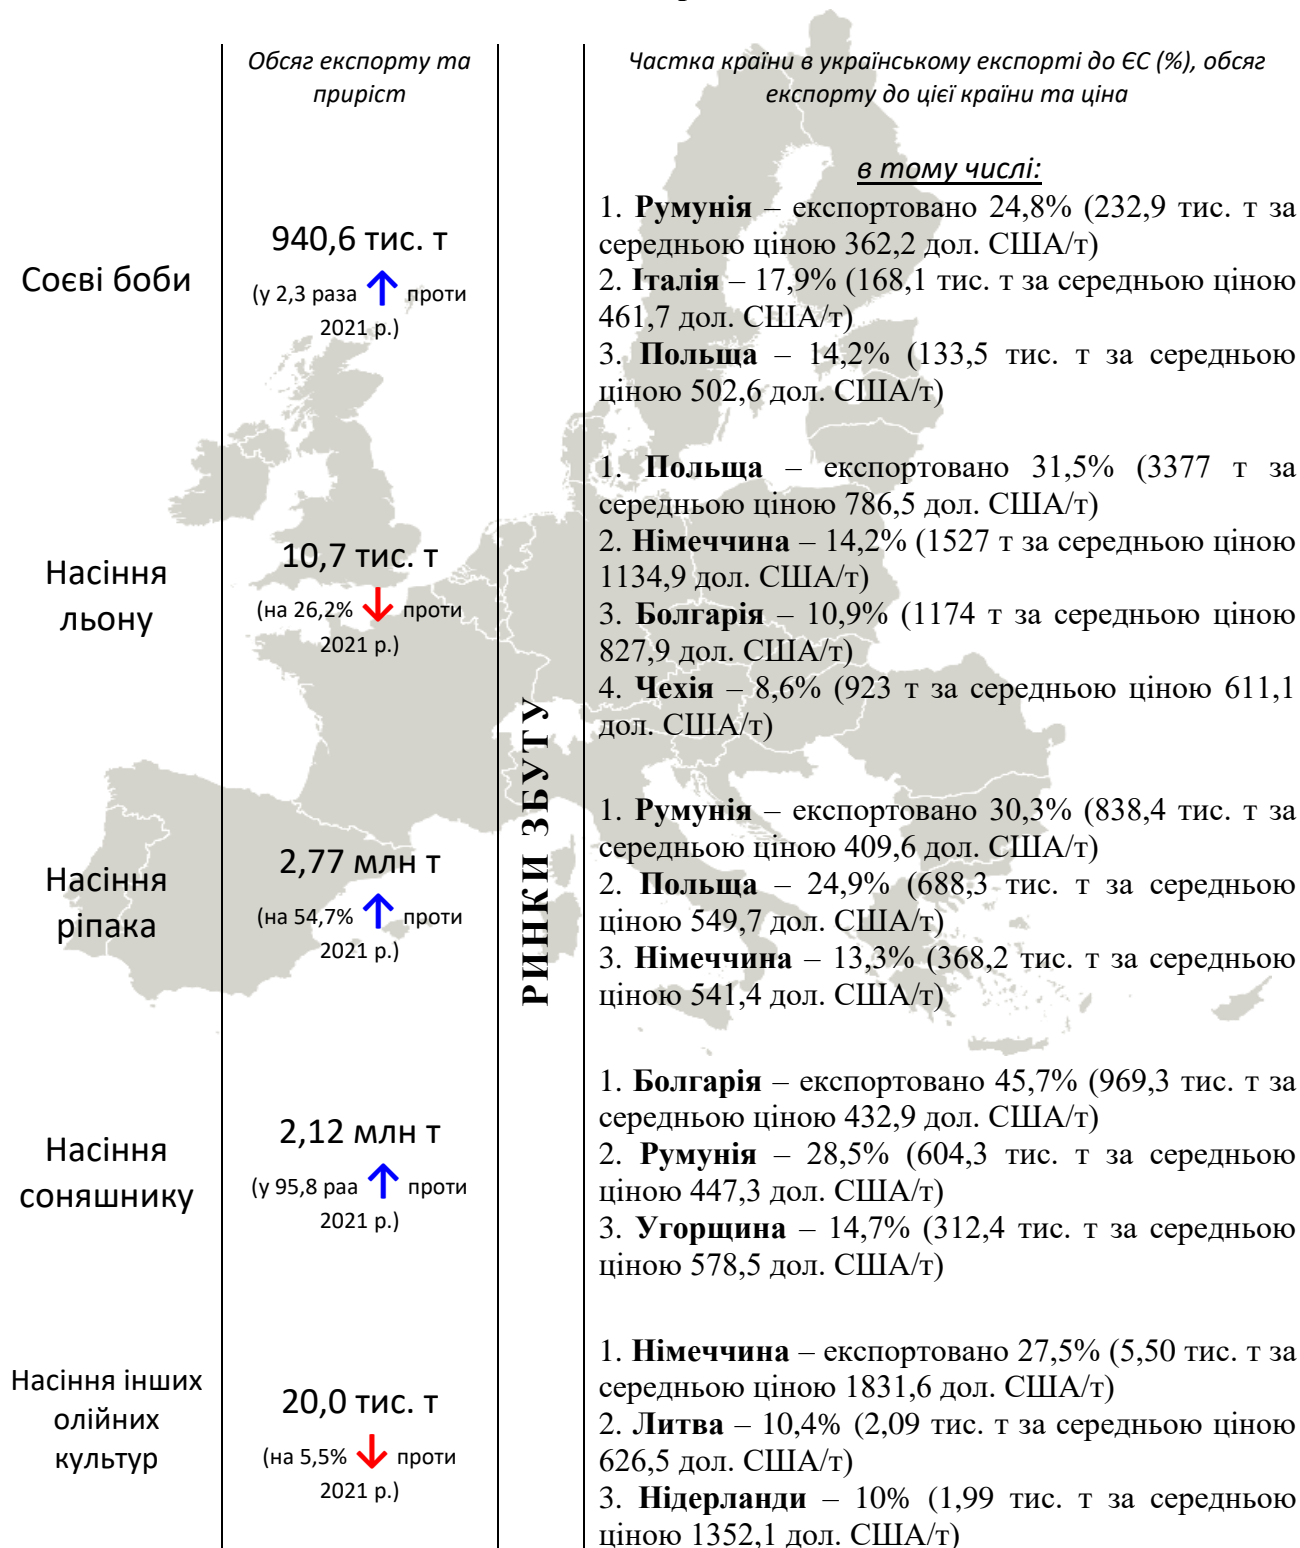 Обсяг експорту та
приріст
Частка країни в українському експорті до ЄС (%), обсяг
експорту до цієї країни та ціна
Соєві боби
940,6 тис. т
(у 2,3 раза ↑ проти
2021 р.)
в тому числі:
1. Румунія – експортовано 24,8% (232,9 тис. т за
середньою ціною 362,2 дол. США/т)
2. Італія – 17,9% (168,1 тис. т за середньою ціною
461,7 дол. США/т)
3. Польща – 14,2% (133,5 тис. т за середньою
ціною 502,6 дол. США/т)
Насіння
льону
10,7 тис. т
(на 26,2% ↓ проти
2021 р.)
1. Польща – експортовано 31,5% (3377 т за
середньою ціною 786,5 дол. США/т)
2. Німеччина – 14,2% (1527 т за середньою ціною
1134,9 дол. США/т)
3. Болгарія – 10,9% (1174 т за середньою ціною
827,9 дол. США/т)
4. Чехія – 8,6% (923 т за середньою ціною 611,1
дол. США/т)
РИНКИ ЗБУТУ
Насіння
ріпака
2,77 млн т
(на 54,7% ↑ проти
2021 р.)
1. Румунія – експортовано 30,3% (838,4 тис. т за
середньою ціною 409,6 дол. США/т)
2. Польща – 24,9% (688,3 тис. т за середньою
ціною 549,7 дол. США/т)
3. Німеччина – 13,3% (368,2 тис. т за середньою
ціною 541,4 дол. США/т)
Насіння
соняшнику
2,12 млн т
(у 95,8 раа ↑ проти
2021 р.)
1. Болгарія – експортовано 45,7% (969,3 тис. т за
середньою ціною 432,9 дол. США/т)
2. Румунія – 28,5% (604,3 тис. т за середньою
ціною 447,3 дол. США/т)
3. Угорщина – 14,7% (312,4 тис. т за середньою
ціною 578,5 дол. США/т)
Насіння інших
олійних
культур
20,0 тис. т
(на 5,5% ↓ проти
2021 р.)
1. Німеччина – експортовано 27,5% (5,50 тис. т за
середньою ціною 1831,6 дол. США/т)
2. Литва – 10,4% (2,09 тис. т за середньою ціною
626,5 дол. США/т)
3. Нідерланди – 10% (1,99 тис. т за середньою
ціною 1352,1 дол. США/т)